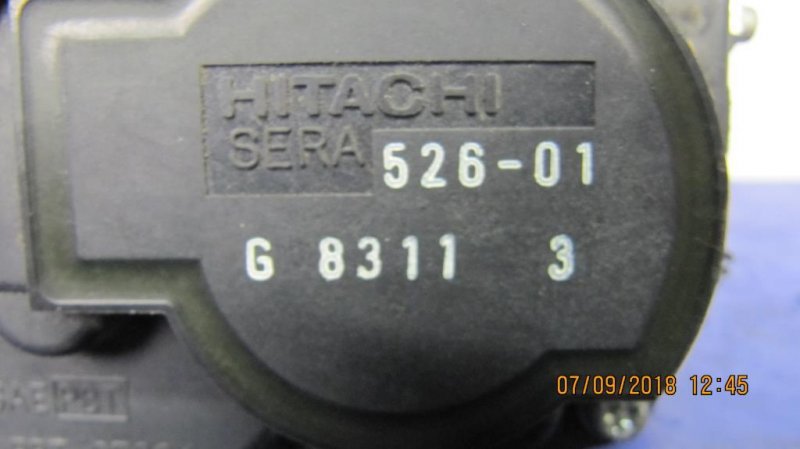 HITACHI
SERA 526-01
G 8311 3
07/09/2018 12:45